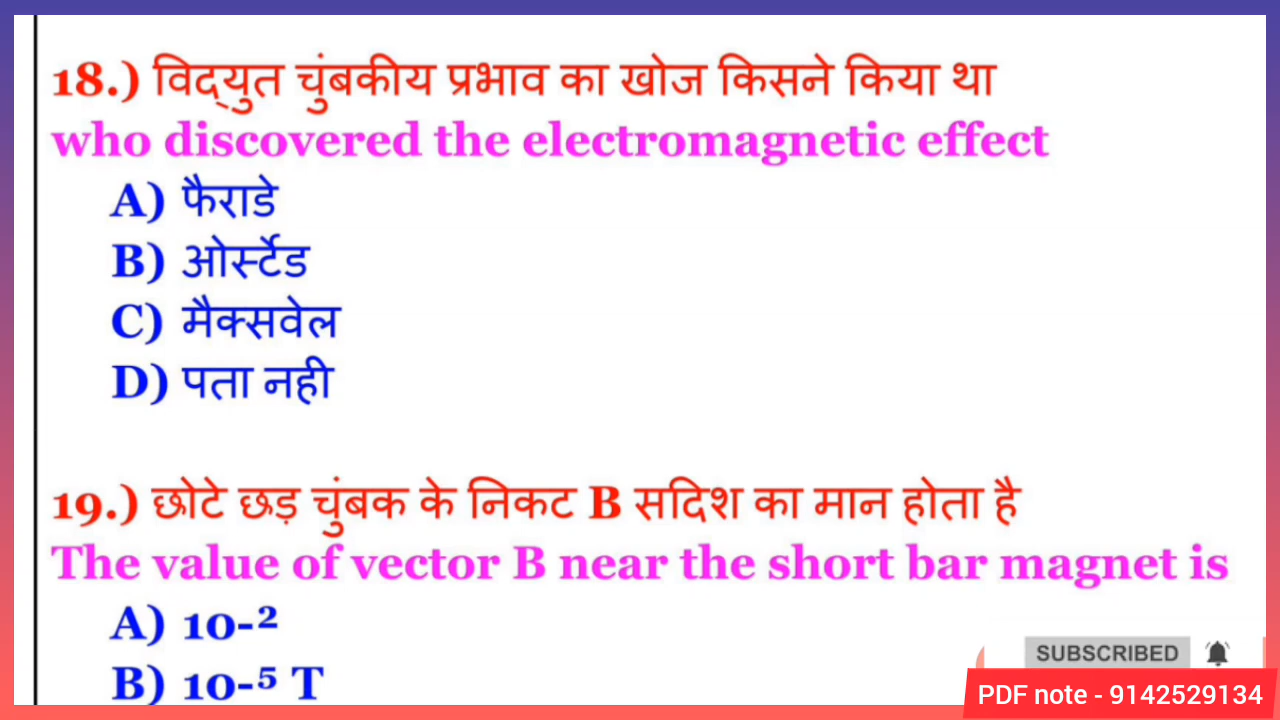 18.) विद्युत चुंबकीय प्रभाव का खोज किसने किया था
who discovered the electromagnetic effect
A) फैराडे
B) ओर्स्टेड
C) मैक्सवेल
D) पता नही
19.) छोटे छड़ चुंबक के निकट B सदिश का मान होता है
The value of vector B near the short bar magnet is
A) 10-²
B) 10-⁵ T
SUBSCRIBED
PDF note - 9142529134